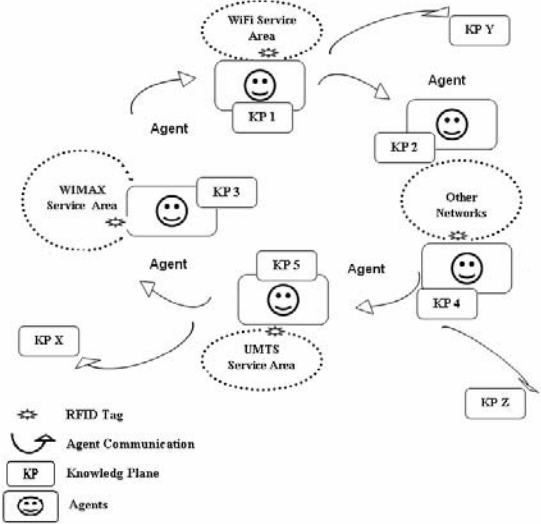 WiFi Service
Area
KP Y
KP 1
Agent
Agent
KP 2
WIMAX
Service Area
KP 3
Other
Networks
Agent
KP 5
Agent
KP 4
KP X
UMTS
Service Area
KP Z
RFID Tag
Agent Communication
KP
Knowledg Plane
Agents